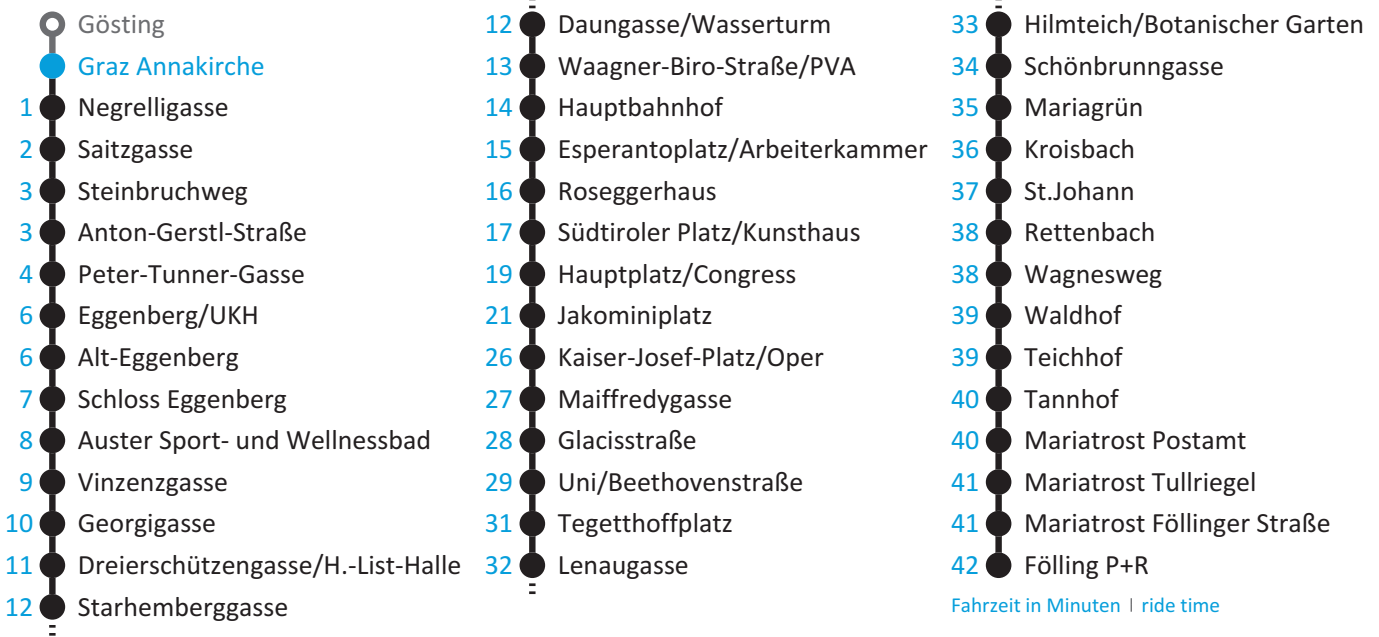 Gösting
Graz Annakirche
1 Negrelligasse
2 Saitzgasse
3 Steinbruchweg
3 Anton-Gerstl-Straße
4 Peter-Tunner-Gasse
6 Eggenberg/UKH
6 Alt-Eggenberg
7 Schloss Eggenberg
8 Auster Sport- und Wellnessbad
9 Vinzenzgasse
10 Georgigasse
11 Dreierschützengasse/H.-List-Halle
12 Starhemberggasse
12 Daungasse/Wasserturm
13 Waagner-Biro-Straße/PVA
14 Hauptbahnhof
15 Esperantoplatz/Arbeiterkammer
16 Roseggerhaus
17 Südtiroler Platz/Kunsthaus
19 Hauptplatz/Congress
21 Jakominiplatz
26 Kaiser-Josef-Platz/Oper
27 Maiffredygasse
28 Glacisstraße
29 Uni/Beethovenstraße
31 Tegetthoffplatz
32 Lenaugasse
33 Hilmteich/Botanischer Garten
34 Schönbrunngasse
35 Mariagrün
36 Kroisbach
37 St.Johann
38 Rettenbach
38 Wagnesweg
39 Waldhof
39 Teichhof
40 Tannhof
40 Mariatrost Postamt
41 Mariatrost Tullriegel
41 Mariatrost Föllinger Straße
42 Fölling P+R
Fahrzeit in Minuten | ride time